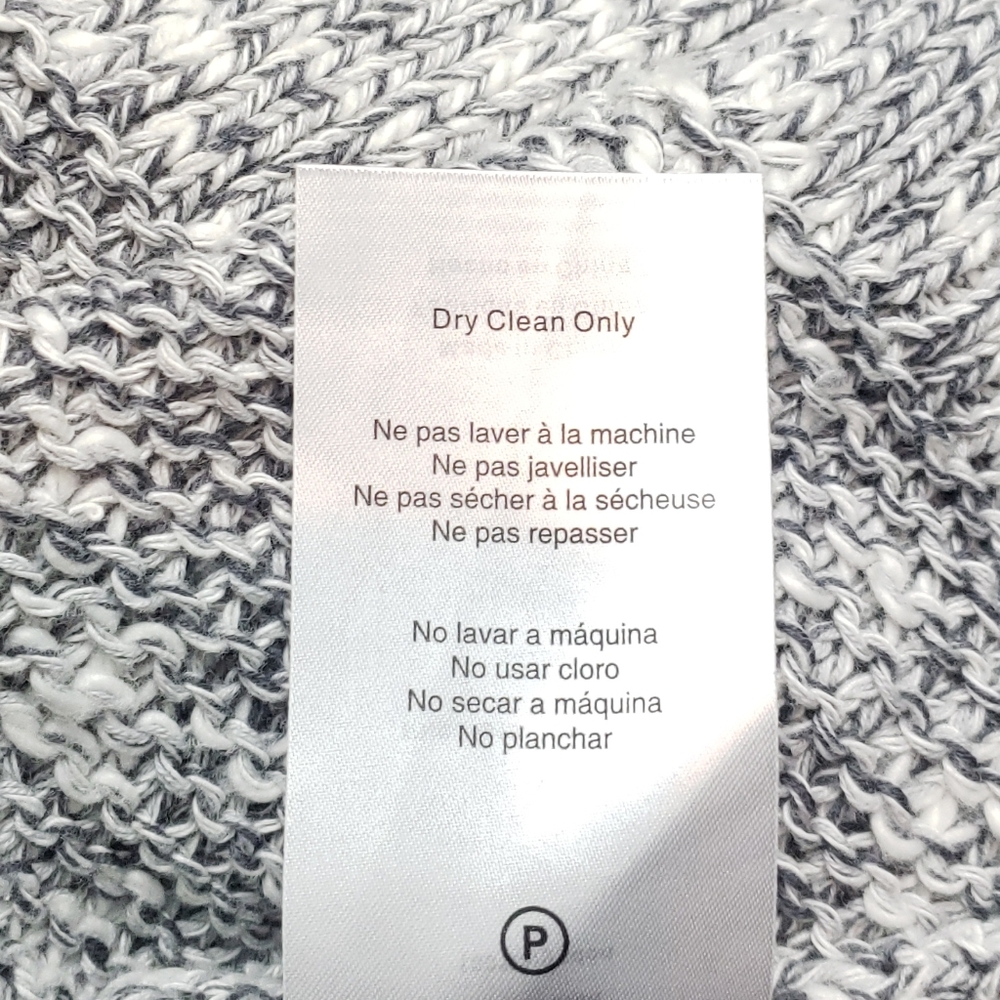 Dry Clean Only
Ne pas laver à la machine
Ne pas javelliser
Ne pas sécher à la sécheuse
Ne pas repasser
No lavar a máquina
No usar cloro
No secar a máquina
No planchar
P